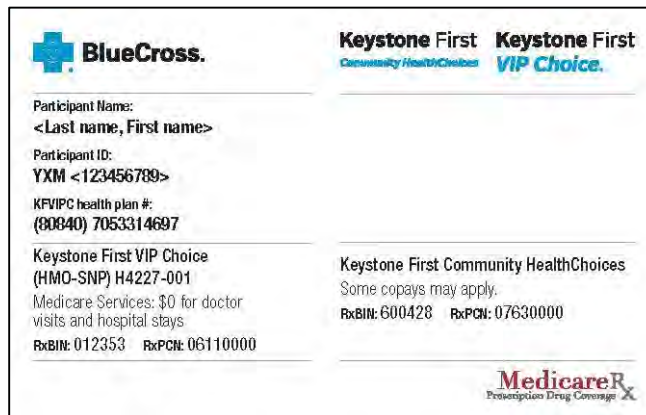 BlueCross.
Keystone First
Community HealthChoices
Keystone First
VIP Choice.
Participant Name:
<Last name, First name>
Participant ID:
YXM <123456789>
KFVIPC health plan #:
(80840) 7053314697
Keystone First VIP Choice
(HMO-SNP) H4227-001
Medicare Services: $0 for doctor
visits and hospital stays
RxBIN: 012353 RxPCN: 06110000
Keystone First Community HealthChoices
Some copays may apply.
RxBIN: 600428 RxPCN: 07630000
MedicareRx
Prescription Drug Coverage